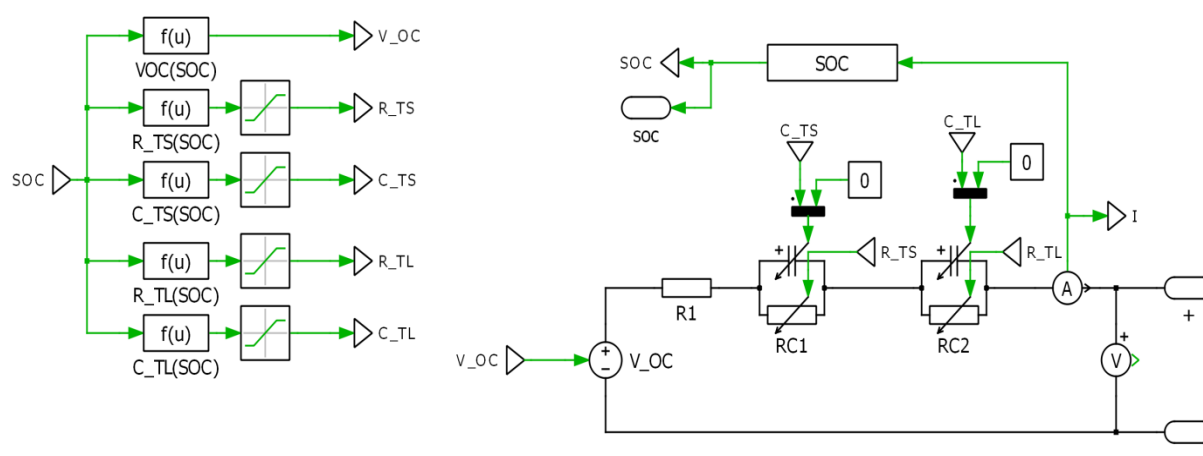 f(u)
V_OC
VOC(SOC)
f(u)
R_TS
R_TS(SOC)
SOC
f(u)
C_TS
C_TS(SOC)
f(u)
R_TL
R_TL(SOC)
f(u)
C_TL
C_TL(SOC)
SOC
SOC
SOC
C_TS
0
C_TL
0
I
+
R_TS
+
R_TL
R1
RC1
RC2
A
+
+
V_OC
+
−
V_OC
V